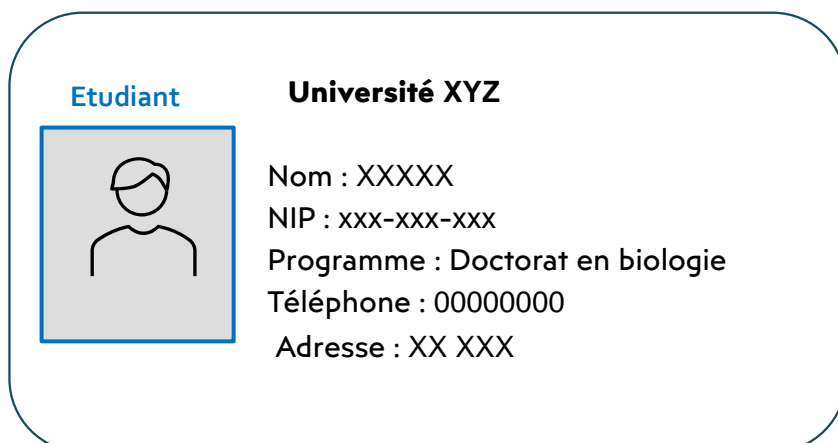 Etudiant
Université XYZ
Nom : XXXXX
NIP : xxx-xxx-xxx
Programme : Doctorat en biologie
Téléphone : 00000000
Adresse : XX XXX